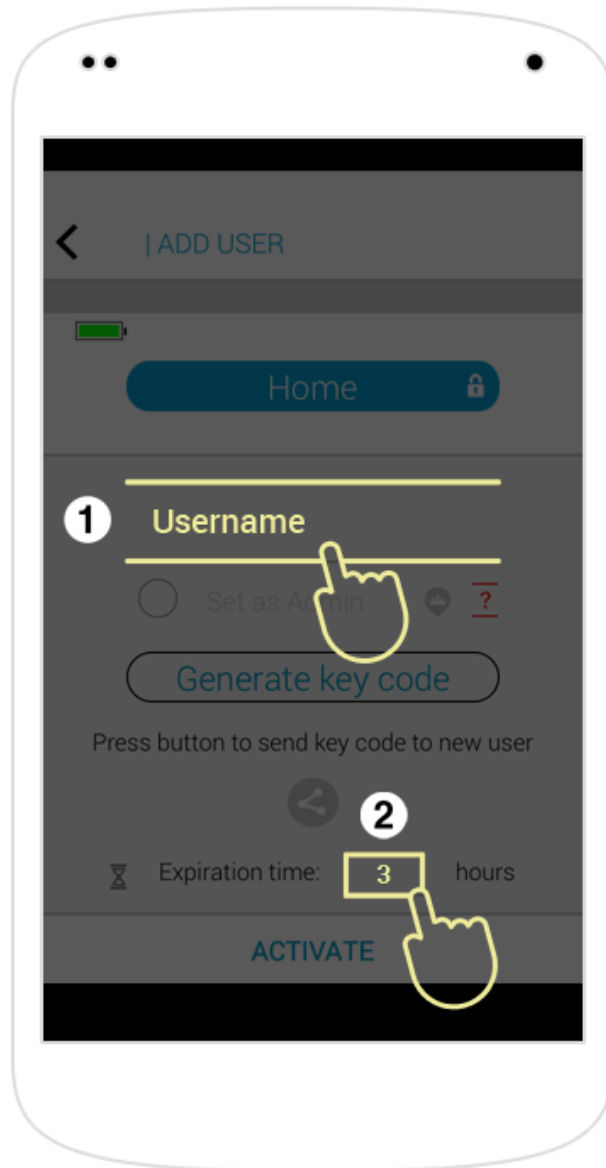 | ADD USER
Home
1 Username
Set as Admin ?
Generate key code
Press button to send key code to new user
2
Expiration time: 3 hours
ACTIVATE